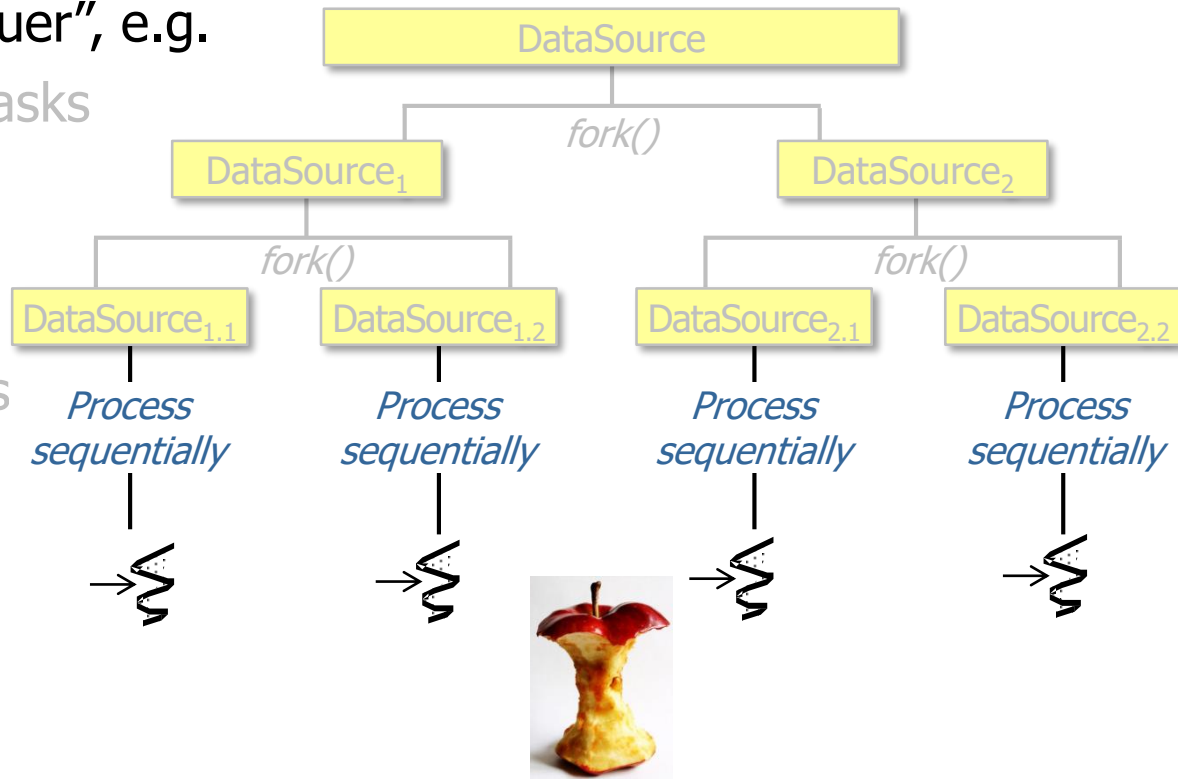 uer”, e.g.
DataSource
asks
fork()
DataSource₁ DataSource₂
fork() fork()
DataSource₁.₁ DataSource₁.₂ DataSource₂.₁ DataSource₂.₂
s
Process Process Process Process
sequentially sequentially sequentially sequentially